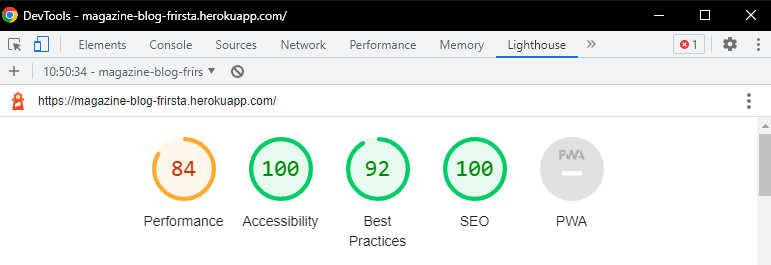 DevTools - magazine-blog-frirsta.herokuapp.com/
Elements Console Sources Network Performance Memory Lighthouse » 1
+ 10:50:34 - magazine-blog-frirs
https://magazine-blog-frirsta.herokuapp.com/
84 100 92 100 PWA
Performance Accessibility Best SEO PWA
Practices